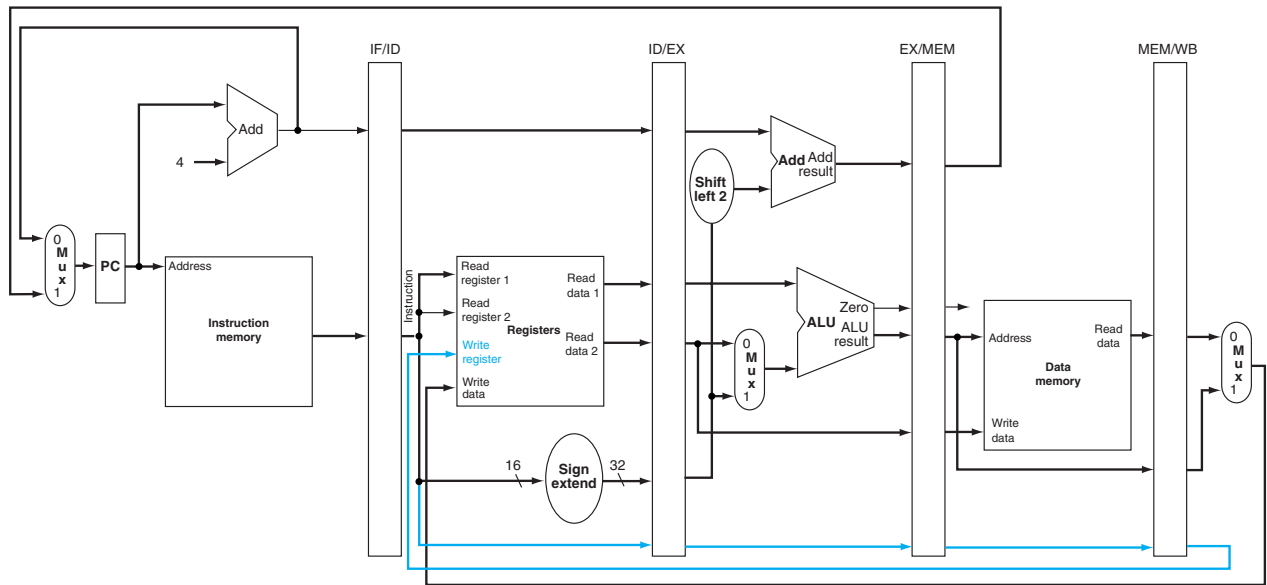 IF/ID
ID/EX
EX/MEM
MEM/WB
Add
4
Add Add
result
Shift
left 2
0
M
u
x
1
PC
Address
Instruction
memory
Instruction
Read
register 1
Read
register 2
Write
register
Write
data
Registers
Read
data 1
Read
data 2
0
M
u
x
1
Zero
ALU
ALU
result
Address
Read
data
Data
memory
Write
data
0
M
u
x
1
16
Sign
extend
32